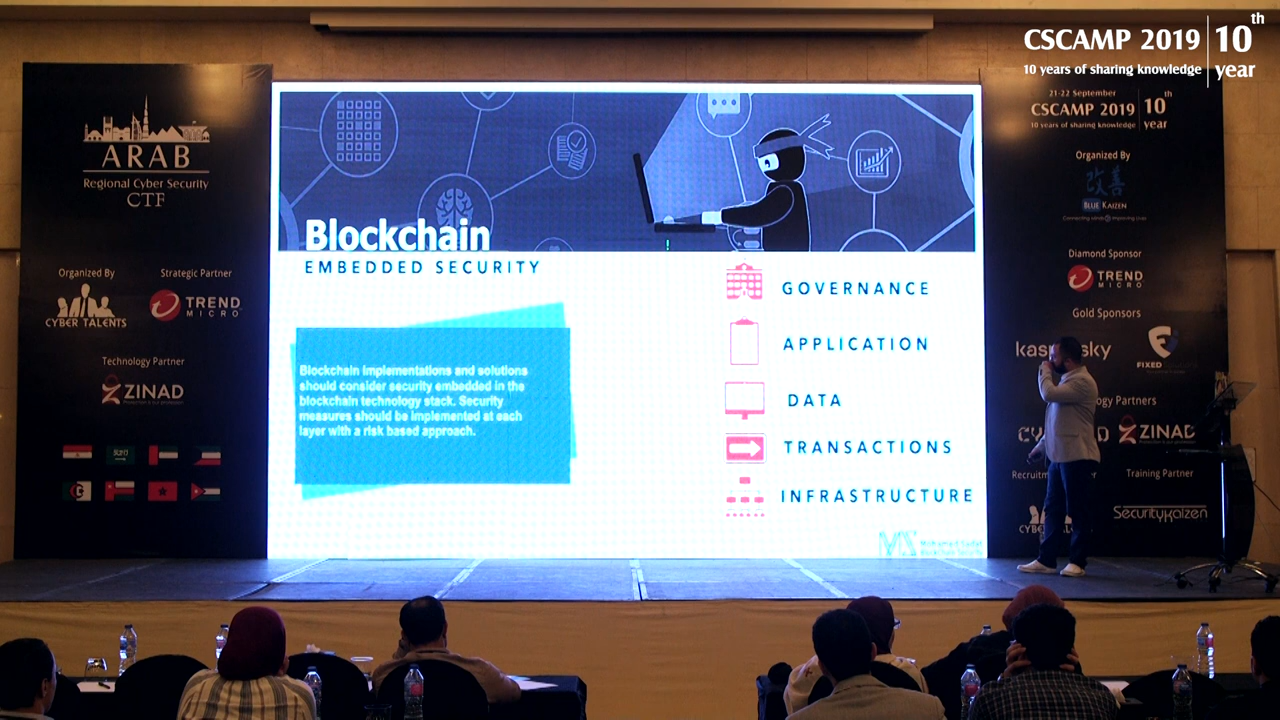 CSCAMP 2019
10 years of sharing knowledge
10th
year
ARAB
Regional Cyber Security
CTF
Organized By
CYBER TALENTS
Strategic Partner
TREND
MICRO
Technology Partner
ZINAD
Blockchain
EMBEDDED SECURITY
Blockchain implementations and solutions
should consider security embedded in the
blockchain technology stack. Security
measures should be implemented at each
layer with a risk based approach.
GOVERNANCE
APPLICATION
DATA
TRANSACTIONS
INFRASTRUCTURE
21-22 September
CSCAMP 2019
10 years of sharing knowledge
10th
year
Organized By
改善
BLUE KAIZEN
Diamond Sponsor
TREND
MICRO
Gold Sponsors
FIXED
ZINAD
Training Partner
Securitykaizen